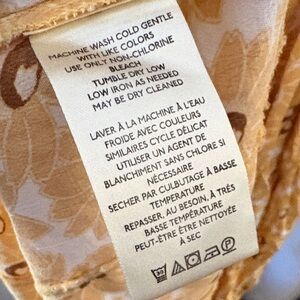 MACHINE WASH COLD GENTLE
WITH LIKE COLORS
USE ONLY NON-CHLORINE
BLEACH
TUMBLE DRY LOW
LOW IRON AS NEEDED
MAY BE DRY CLEANED
LAVER À LA MACHINE À L'EAU
FROIDE AVEC COULEURS
SIMILAIRES CYCLE DÉLICAT
UTILISER UN AGENT DE
BLANCHIMENT SANS CHLORE SI
NÉCESSAIRE
SECHER PAR CULBUTAGE À BASSE
TEMPERATURE
REPASSER, AU BESOIN, À TRÈS
BASSE TEMPÉRATURE
PEUT-ÊTRE ÊTRE NETTOYÉE
À SEC